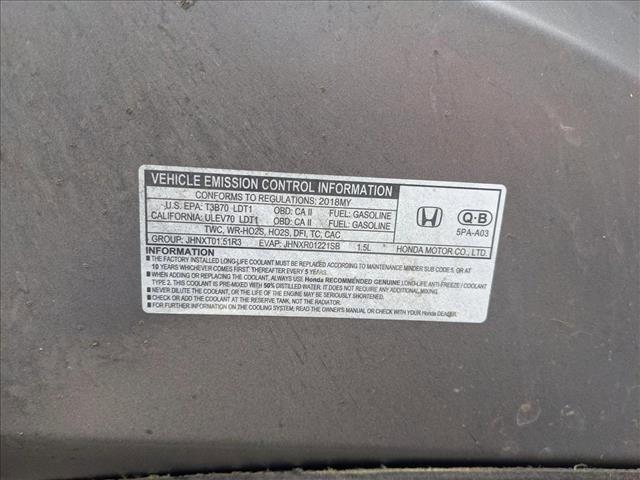 VEHICLE EMISSION CONTROL INFORMATION
CONFORMS TO REGULATIONS: 2018MY
U.S. EPA: T3B70 LDT1 OBD: CA II FUEL: GASOLINE
CALIFORNIA: ULEV70 LDT1 OBD: CA II FUEL: GASOLINE
TWC, WR-HO2S, HO2S, DFI, TC, CAC
GROUP: JHNXT01.51R3 EVAP: JHNXR01221SB 1.5L
Q·B
5PA-A03
HONDA MOTOR CO., LTD.
INFORMATION
■ THE FACTORY INSTALLED LONG-LIFE COOLANT MUST BE REPLACED ACCORDING TO MAINTENANCE MINDER SUB CODE 5, OR AT
10 YEARS WHICHEVER COMES FIRST THEREAFTER EVERY 5 YEARS.
■ WHEN ADDING OR REPLACING THE COOLANT, ALWAYS USE Honda RECOMMENDED GENUINE LONG-LIFE ANTI-FREEZE / COOLANT
TYPE 2. THIS COOLANT IS PRE-MIXED WITH 50% DISTILLED WATER. IT DOES NOT REQUIRE ANY ADDITIONAL MIXING.
■ NEVER DILUTE THE COOLANT, OR THE LIFE OF THE ENGINE MAY BE SERIOUSLY SHORTENED.
■ CHECK OR ADD COOLANT AT THE RESERVE TANK, NOT THE RADIATOR.
■ FOR FURTHER INFORMATION ON THE COOLING SYSTEM; READ THE OWNER'S MANUAL OR CHECK WITH YOUR Honda DEALER.